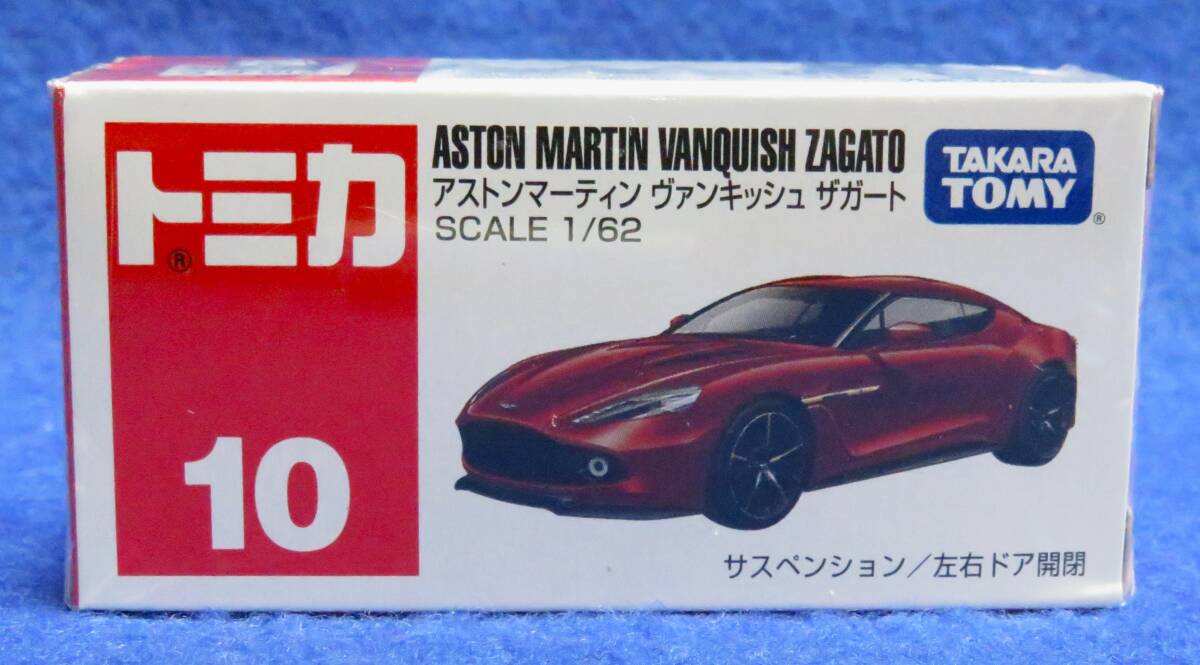 トミカ
®
10
ASTON MARTIN VANQUISH ZAGATO
アストンマーティン ヴァンキッシュ ザガート
SCALE 1/62
TAKARA
TOMY
®
サスペンション/左右ドア開閉